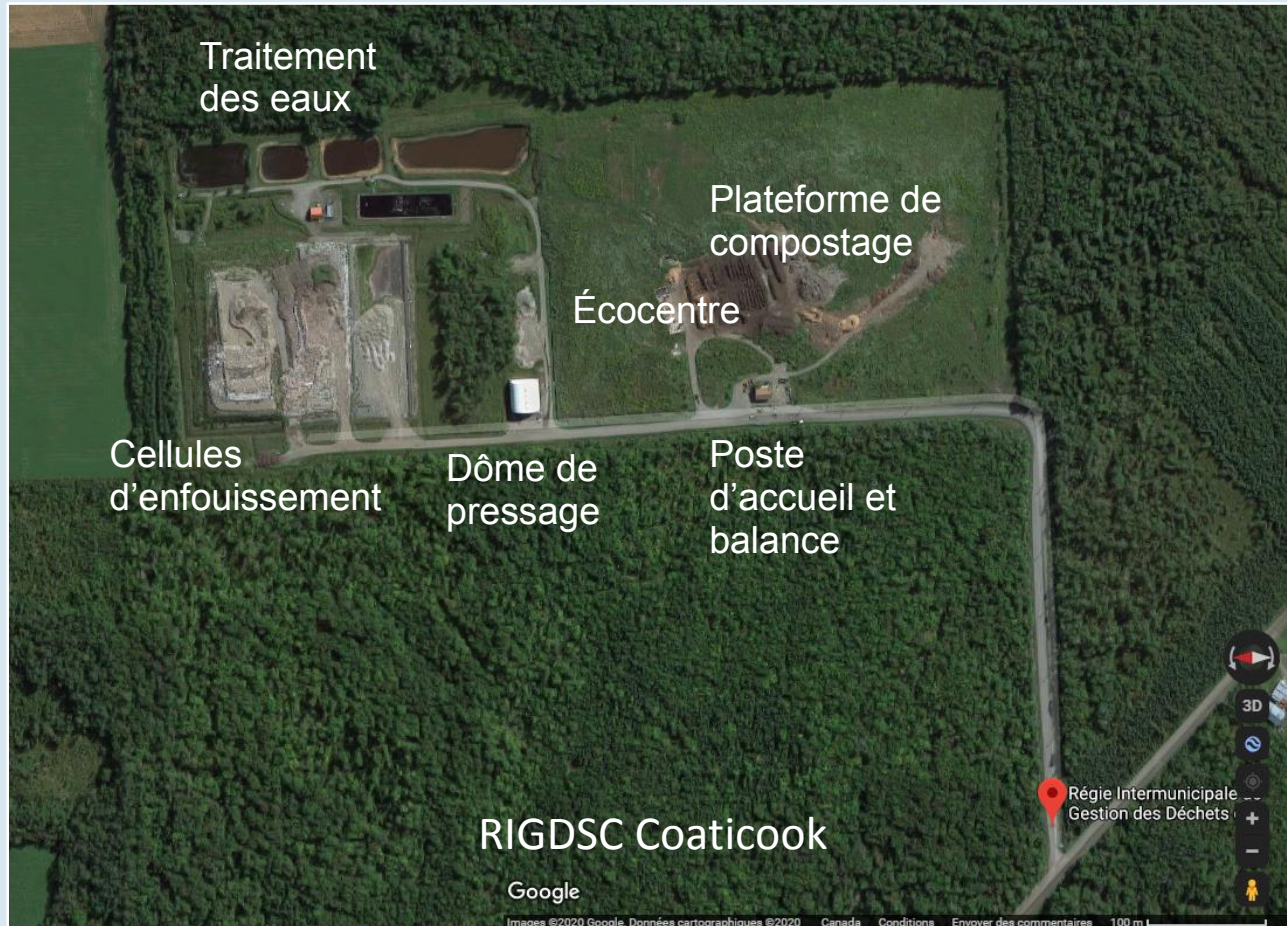 Traitement
des eaux
Plateforme de
compostage
Écocentre
Cellules
d’enfouissement
Dôme de
pressage
Poste
d’accueil et
balance
3D
Régie Intermunicipale de
Gestion des Déchets
RIGDSC Coaticook
Google
Images ©2020 Google, Données cartographiques ©2020 Canada Conditions Envoyer des commentaires 100 m